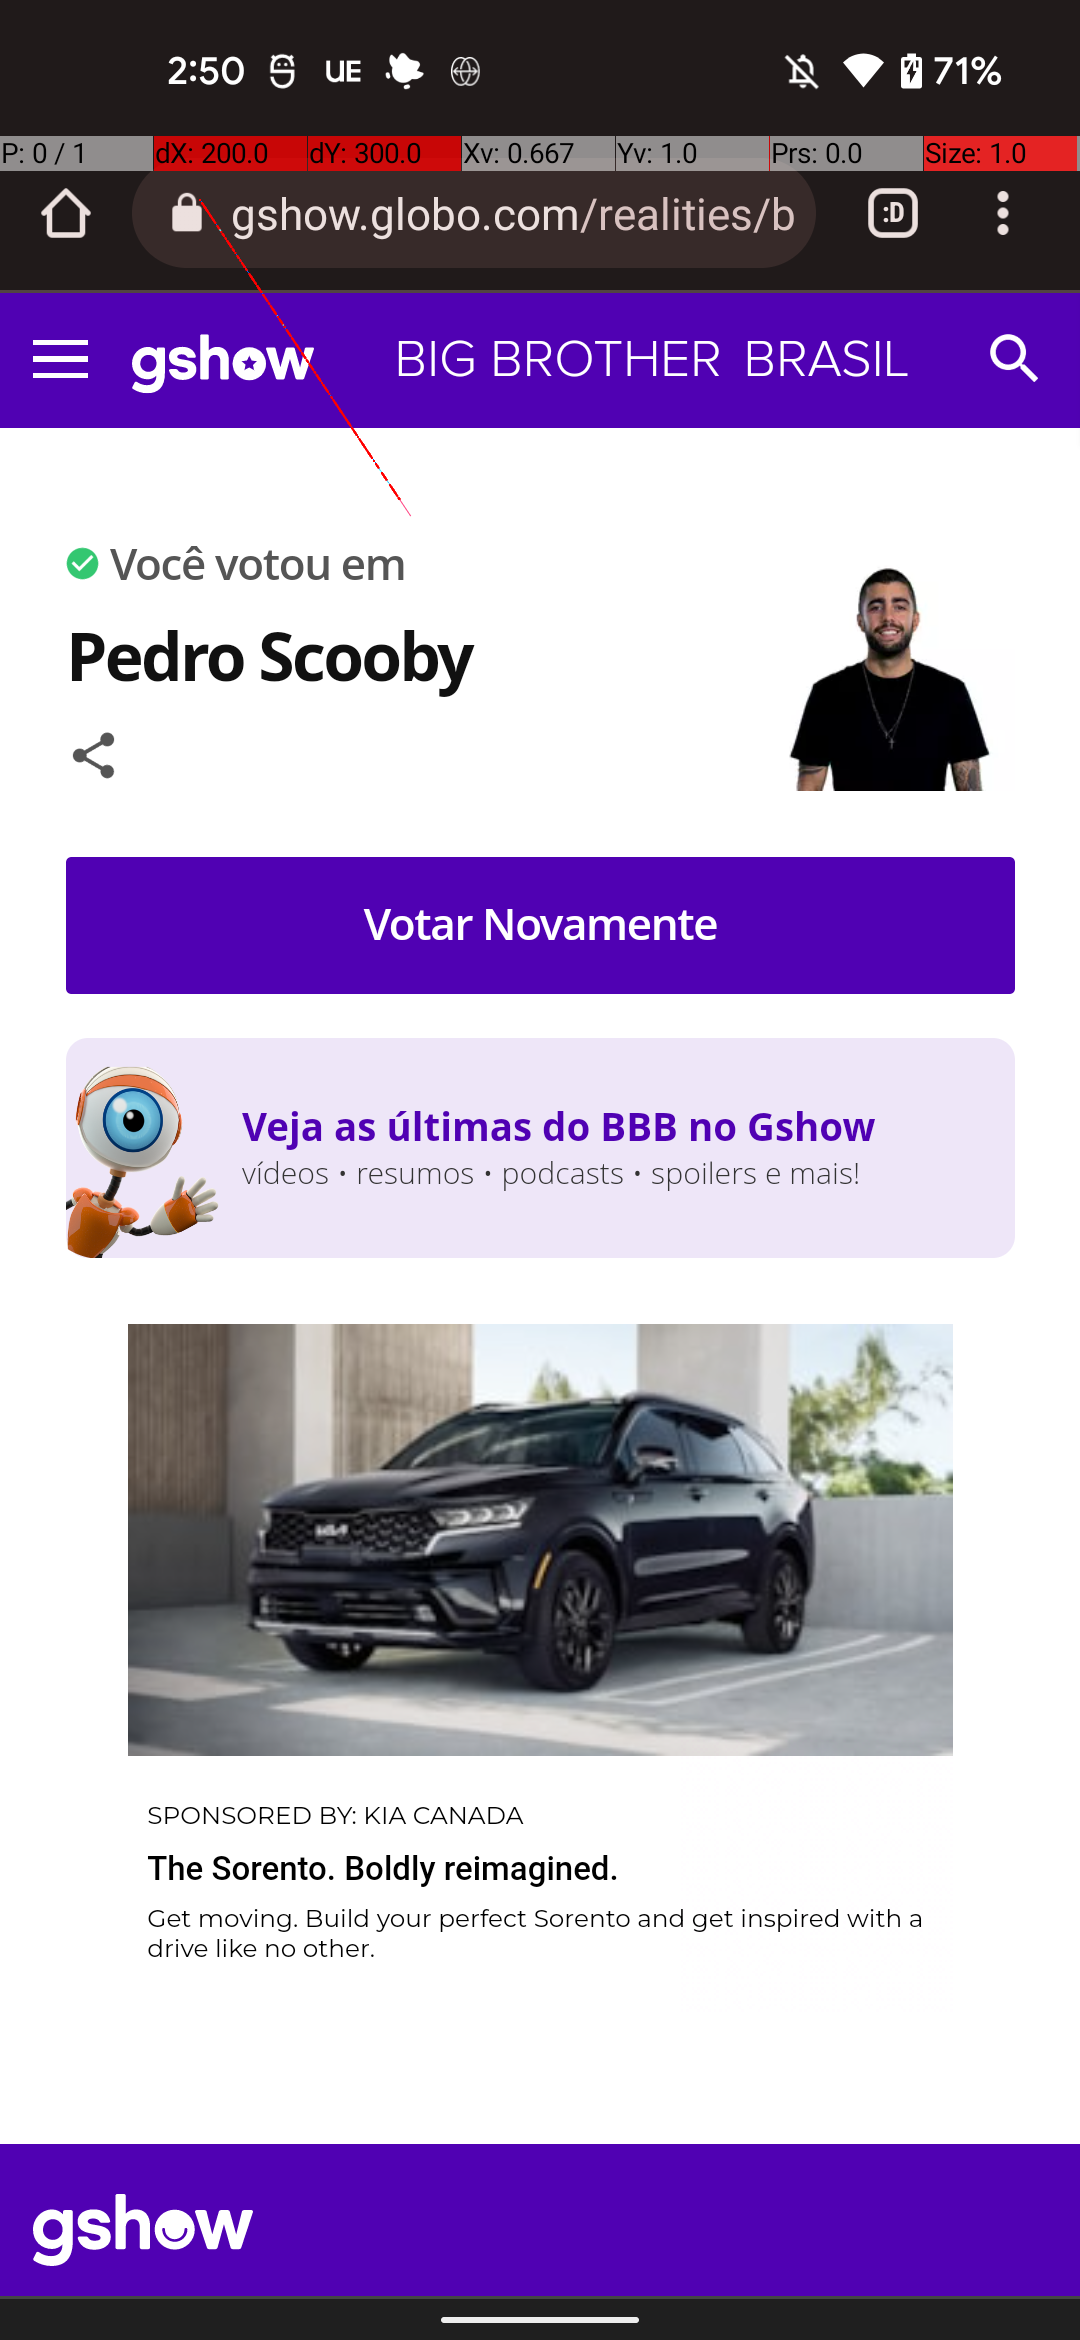 2:50 UE 71%
P: 0 / 1 dX: 200.0 dY: 300.0 Xv: 0.667 Yv: 1.0 Prs: 0.0 Size: 1.0
gshow.globo.com/realities/b :D
gshow BIG BROTHER BRASIL
Você votou em
Pedro Scooby
Votar Novamente
Veja as últimas do BBB no Gshow
vídeos • resumos • podcasts • spoilers e mais!
KIA
SPONSORED BY: KIA CANADA
The Sorento. Boldly reimagined.
Get moving. Build your perfect Sorento and get inspired with a
drive like no other.
gshow